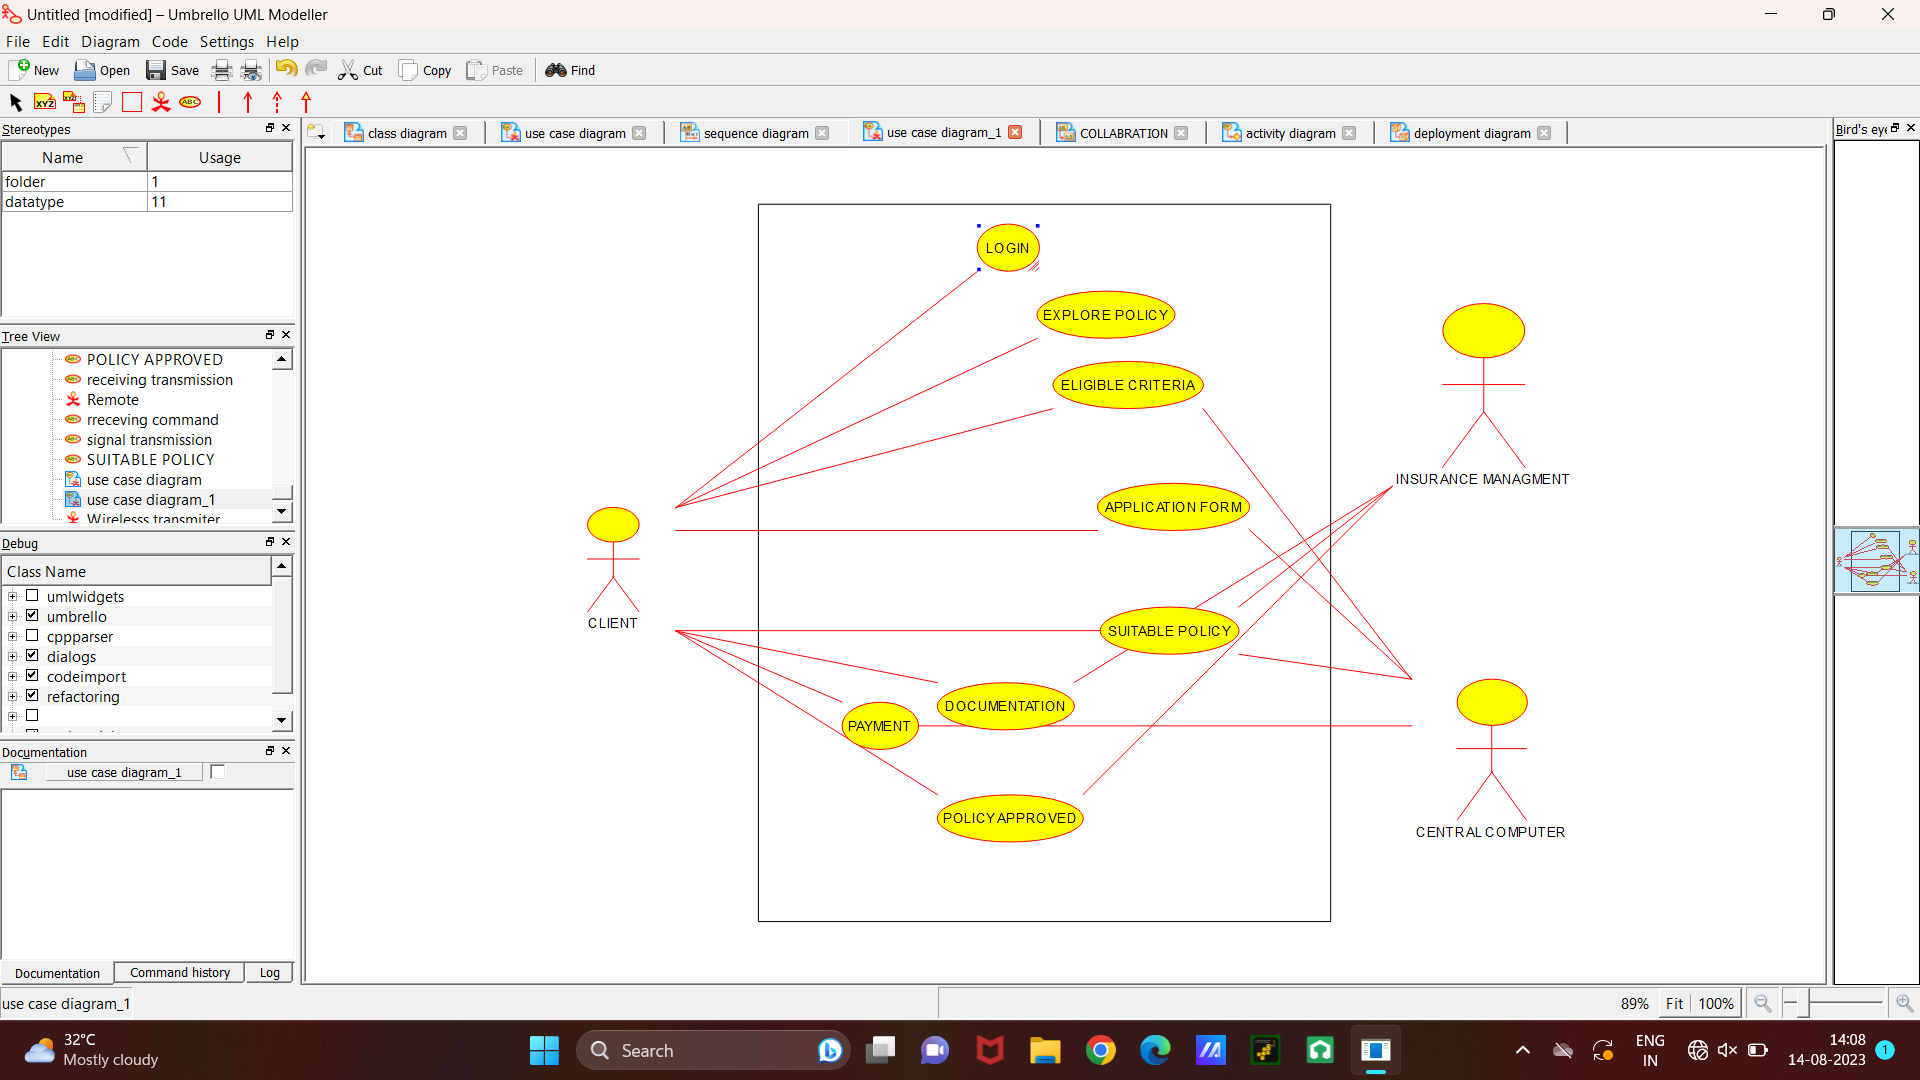 Untitled [modified] – Umbrello UML Modeller
File Edit Diagram Code Settings Help
New Open Save Cut Copy Paste Find
XYZ XYZ ABC
Stereotypes
Name Usage
folder 1
datatype 11
Tree View
POLICY APPROVED
receiving transmission
Remote
rreceving command
signal transmission
SUITABLE POLICY
use case diagram
use case diagram_1
Wirelesss transmiter
Debug
Class Name
umlwidgets
umbrello
cppparser
dialogs
codeimport
refactoring
Documentation
use case diagram_1
Documentation Command history Log
use case diagram_1
class diagram use case diagram sequence diagram use case diagram_1 COLLABRATION activity diagram deployment diagram
Bird's eye
LOGIN
EXPLORE POLICY
ELIGIBLE CRITERIA
INSURANCE MANAGMENT
APPLICATION FORM
CLIENT
SUITABLE POLICY
DOCUMENTATION
PAYMENT
POLICY APPROVED
CENTRAL COMPUTER
89% Fit 100%
32°C
Mostly cloudy
Search
ENG
IN
14:08
14-08-2023
1